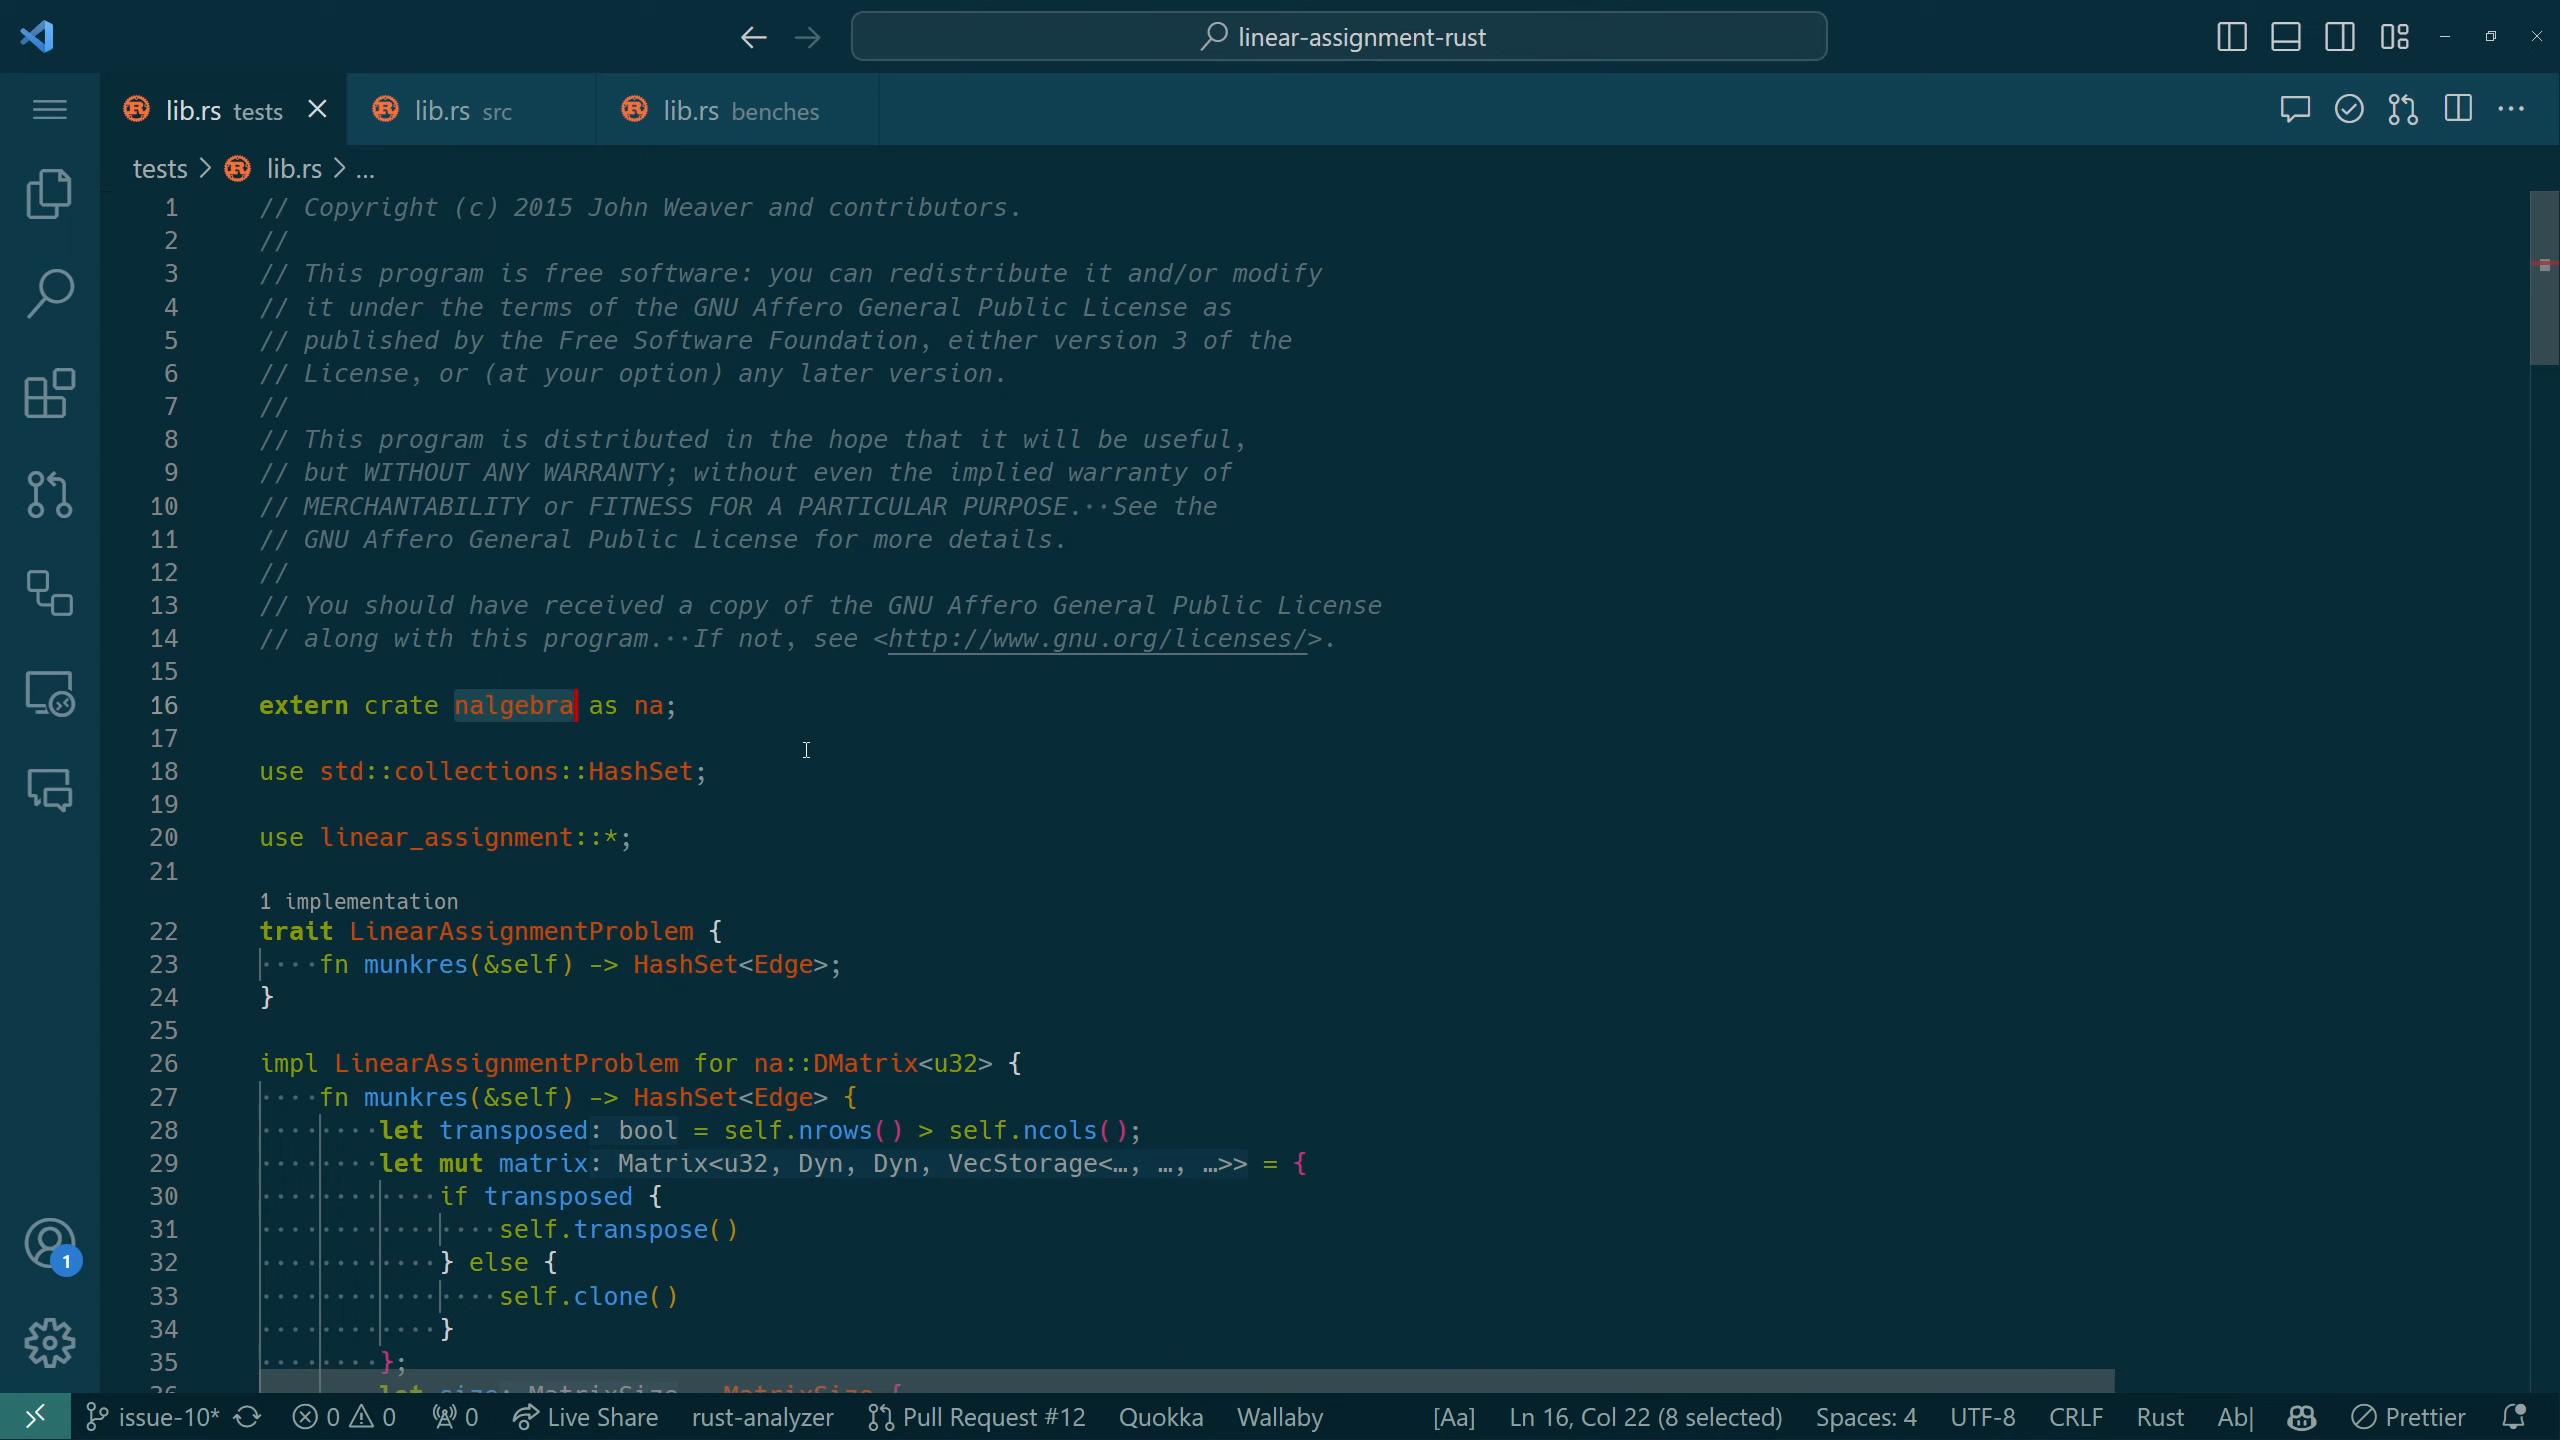 linear-assignment-rust
lib.rs tests
lib.rs src
lib.rs benches
tests > lib.rs > ...
1 // Copyright (c) 2015 John Weaver and contributors.
2 //
3 // This program is free software: you can redistribute it and/or modify
4 // it under the terms of the GNU Affero General Public License as
5 // published by the Free Software Foundation, either version 3 of the
6 // License, or (at your option) any later version.
7 //
8 // This program is distributed in the hope that it will be useful,
9 // but WITHOUT ANY WARRANTY; without even the implied warranty of
10 // MERCHANTABILITY or FITNESS FOR A PARTICULAR PURPOSE.··See the
11 // GNU Affero General Public License for more details.
12 //
13 // You should have received a copy of the GNU Affero General Public License
14 // along with this program.··If not, see <http://www.gnu.org/licenses/>.
15
16 extern crate nalgebra as na;
17
18 use std::collections::HashSet;
19
20 use linear_assignment::*;
21
1 implementation
22 trait LinearAssignmentProblem {
23 ····fn munkres(&self) -> HashSet<Edge>;
24 }
25
26 impl LinearAssignmentProblem for na::DMatrix<u32> {
27 ····fn munkres(&self) -> HashSet<Edge> {
28 ········let transposed: bool = self.nrows() > self.ncols();
29 ········let mut matrix: Matrix<u32, Dyn, Dyn, VecStorage<…, …, …>> = {
30 ············if transposed {
31 ················self.transpose()
32 ············} else {
33 ················self.clone()
34 ············}
35 ········};
36 let size: MatrixSize = MatrixSize {
issue-10* 0 0 0 Live Share rust-analyzer Pull Request #12 Quokka Wallaby [Aa] Ln 16, Col 22 (8 selected) Spaces: 4 UTF-8 CRLF Rust Ab| Prettier
1